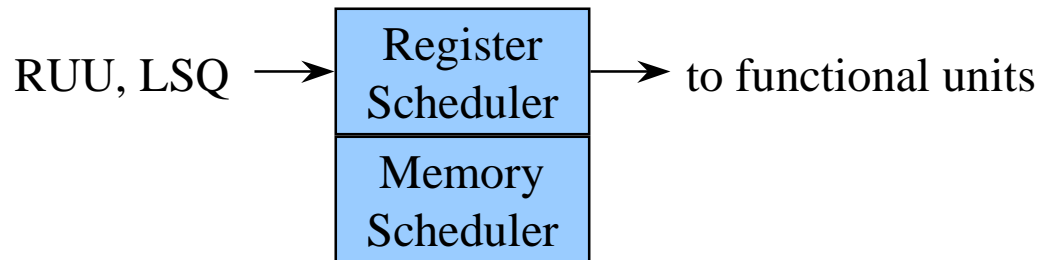 RUU, LSQ
Register
Scheduler
to functional units
Memory
Scheduler